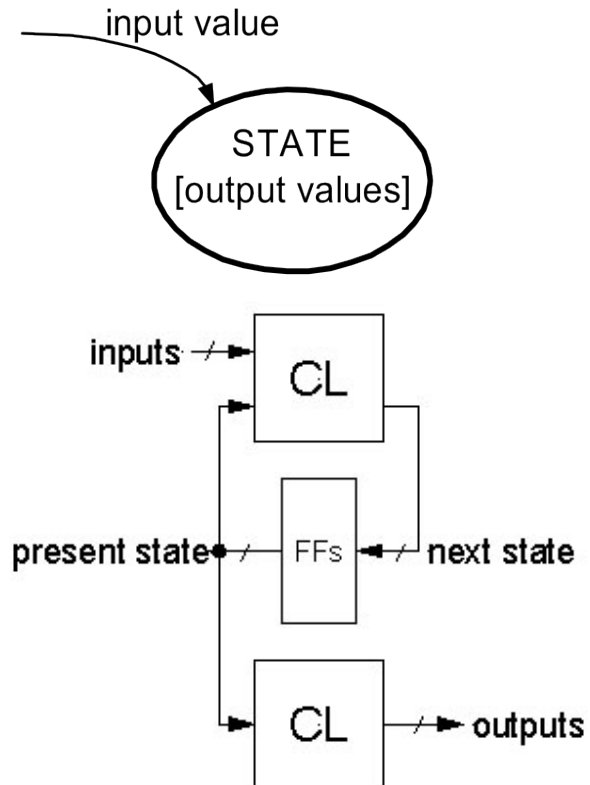 input value
STATE
[output values]
inputs
CL
present state
FFs
next state
CL
outputs